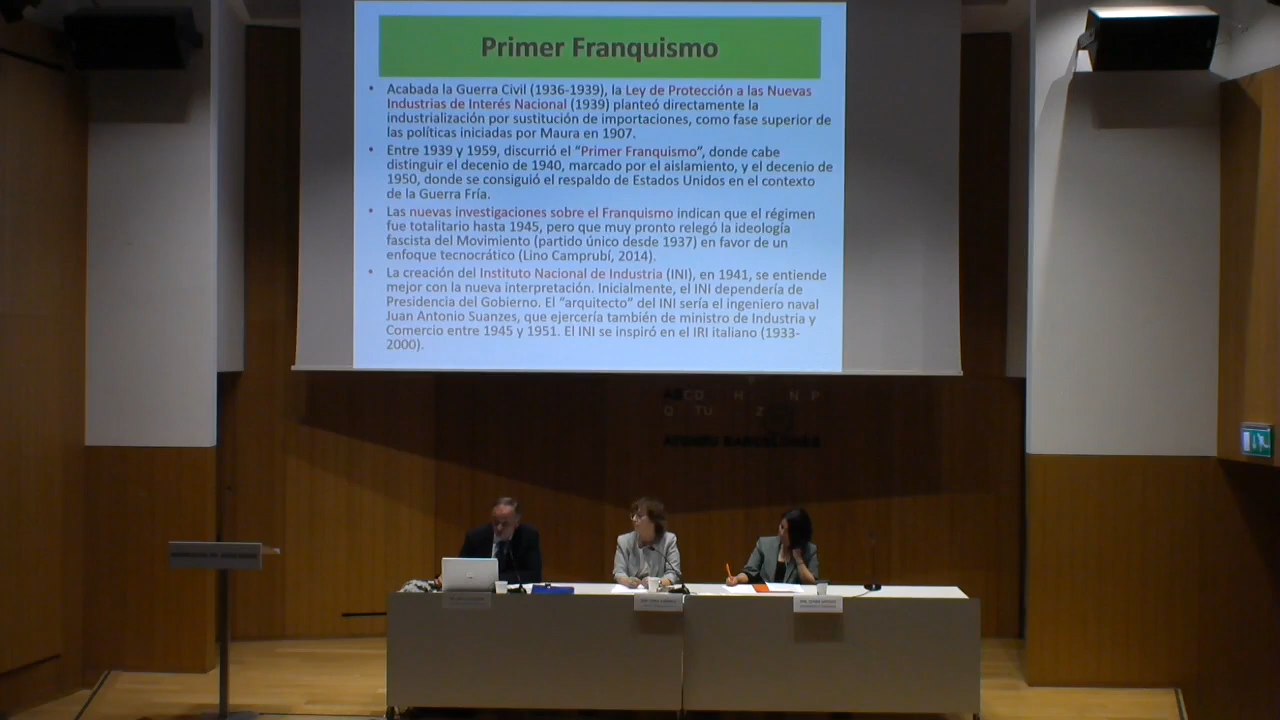 Primer Franquismo
• Acabada la Guerra Civil (1936-1939), la Ley de Protección a las Nuevas
Industrias de Interés Nacional (1939) planteó directamente la
industrialización por sustitución de importaciones, como fase superior de
las políticas iniciadas por Maura en 1907.
• Entre 1939 y 1959, discurrió el “Primer Franquismo”, donde cabe
distinguir el decenio de 1940, marcado por el aislamiento, y el decenio de
1950, donde se consiguió el respaldo de Estados Unidos en el contexto
de la Guerra Fría.
• Las nuevas investigaciones sobre el Franquismo indican que el régimen
fue totalitario hasta 1945, pero que muy pronto relegó la ideología
fascista del Movimiento (partido único desde 1937) en favor de un
enfoque tecnocrático (Lino Camprubí, 2014).
• La creación del Instituto Nacional de Industria (INI), en 1941, se entiende
mejor con la nueva interpretación. Inicialmente, el INI dependería de
Presidencia del Gobierno. El “arquitecto” del INI sería el ingeniero naval
Juan Antonio Suanzes, que ejercería también de ministro de Industria y
Comercio entre 1945 y 1951. El INI se inspiró en el IRI italiano (1933-
2000).
ABCD H N P
Q TU Z
ATENEU BARCELONÈS